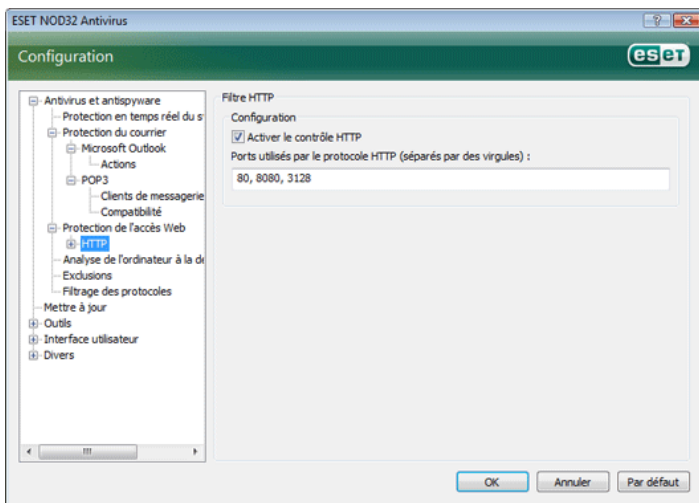 ESET NOD32 Antivirus
Configuration
eset
Antivirus et antispyware
Protection en temps réel du s
Protection du courrier
Microsoft Outlook
Actions
POP3
Clients de messagerie
Compatibilité
Protection de l'accès Web
HTTP
Analyse de l'ordinateur à la de
Exclusions
Filtrage des protocoles
Mettre à jour
Outils
Interface utilisateur
Divers
Filtre HTTP
Configuration
Activer le contrôle HTTP
Ports utilisés par le protocole HTTP (séparés par des virgules) :
80, 8080, 3128
OK
Annuler
Par défaut